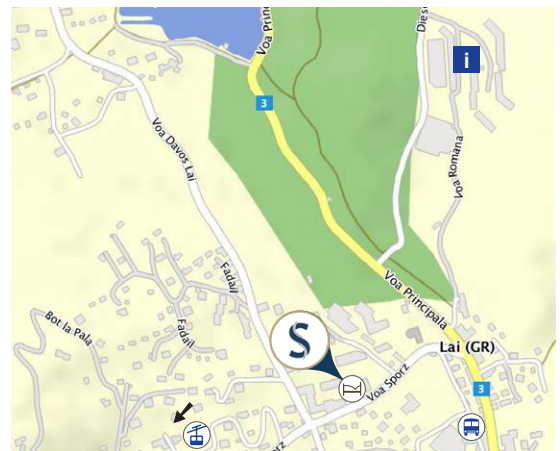 Voa Princ
Diese
i
3
Voa Davos Lai
Voa Romana
Fadail
Fadail
Bot la Pala
Voa Principala
S
Lai (GR)
Voa Sporz
3
rz